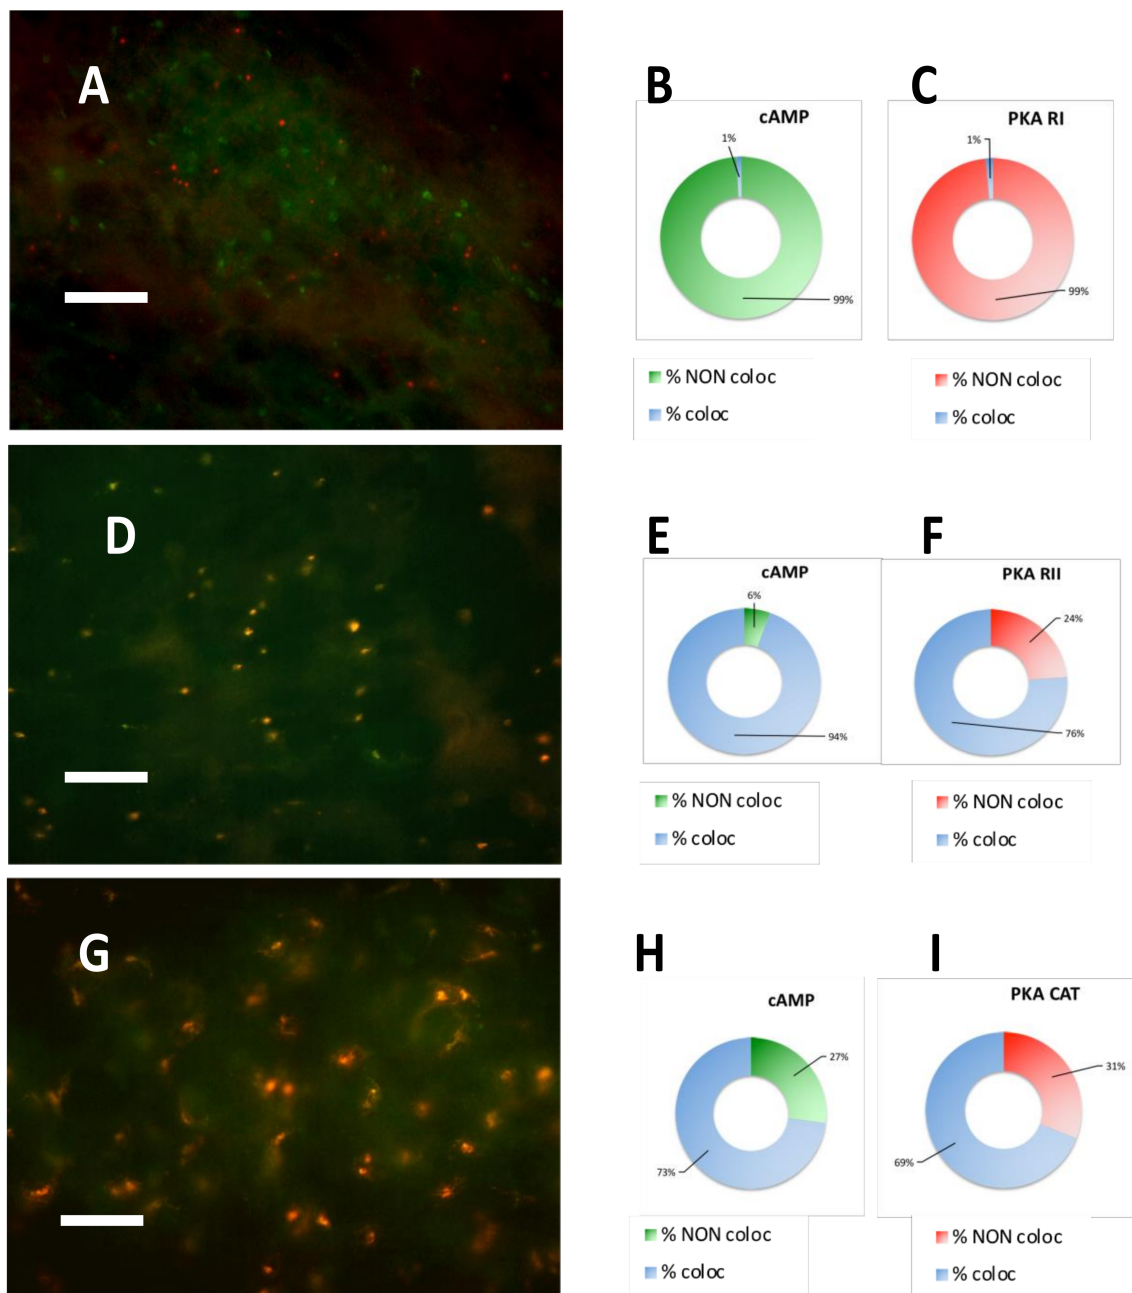 A
B
C
cAMP
1%
99%
PKA RI
1%
99%
% NON coloc
% coloc
% NON coloc
% coloc
D
E
F
cAMP
6%
94%
PKA RII
24%
76%
% NON coloc
% coloc
% NON coloc
% coloc
G
H
I
cAMP
27%
73%
PKA CAT
31%
69%
% NON coloc
% coloc
% NON coloc
% coloc